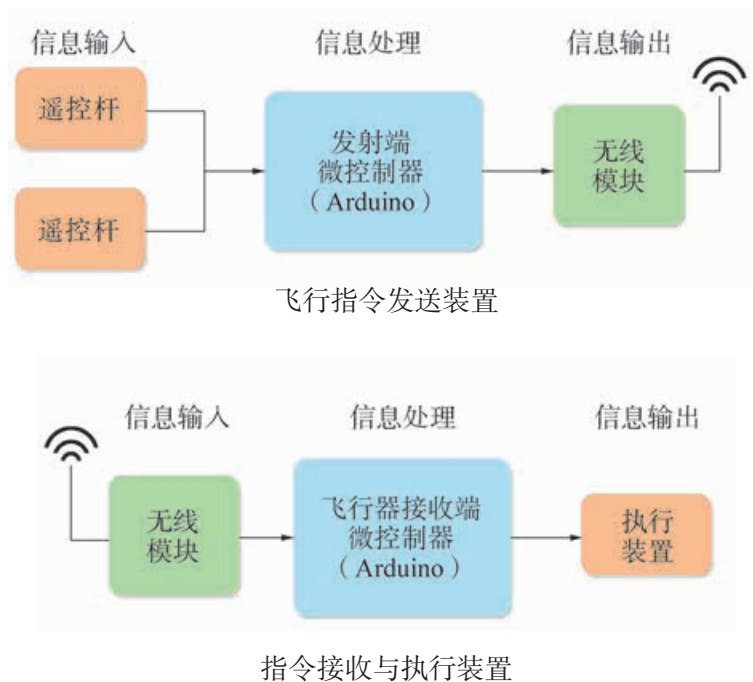 信息输入
信息处理
信息输出
遥控杆
遥控杆
发射端
微控制器
（Arduino）
无线
模块
飞行指令发送装置
信息输入
信息处理
信息输出
无线
模块
飞行器接收端
微控制器
（Arduino）
执行
装置
指令接收与执行装置